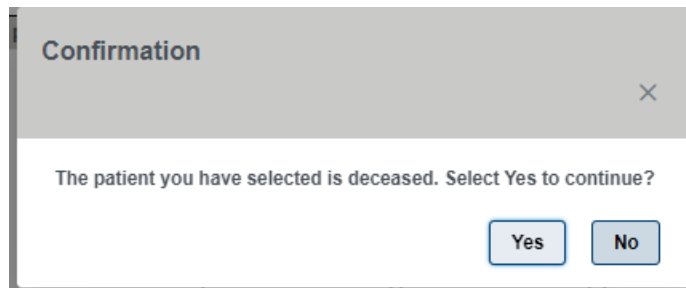 Confirmation
The patient you have selected is deceased. Select Yes to continue?
Yes No